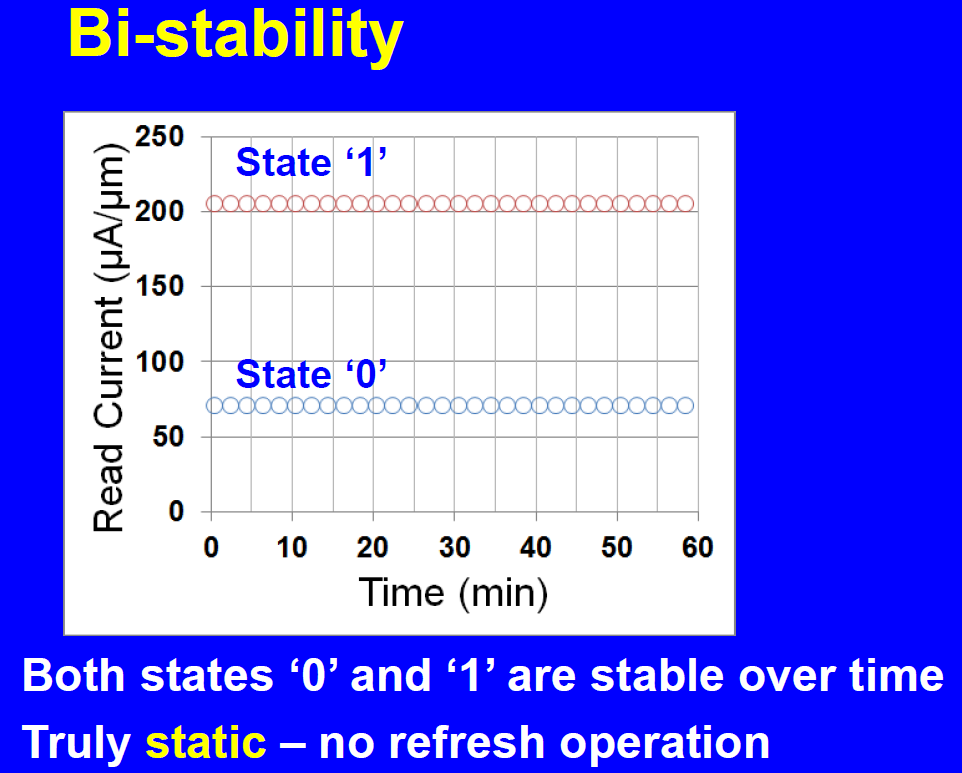 Bi-stability
250
State ‘1’
200
150
100
State ‘0’
50
0
Read Current (µA/µm)
0 10 20 30 40 50 60
Time (min)
Both states ‘0’ and ‘1’ are stable over time
Truly static – no refresh operation